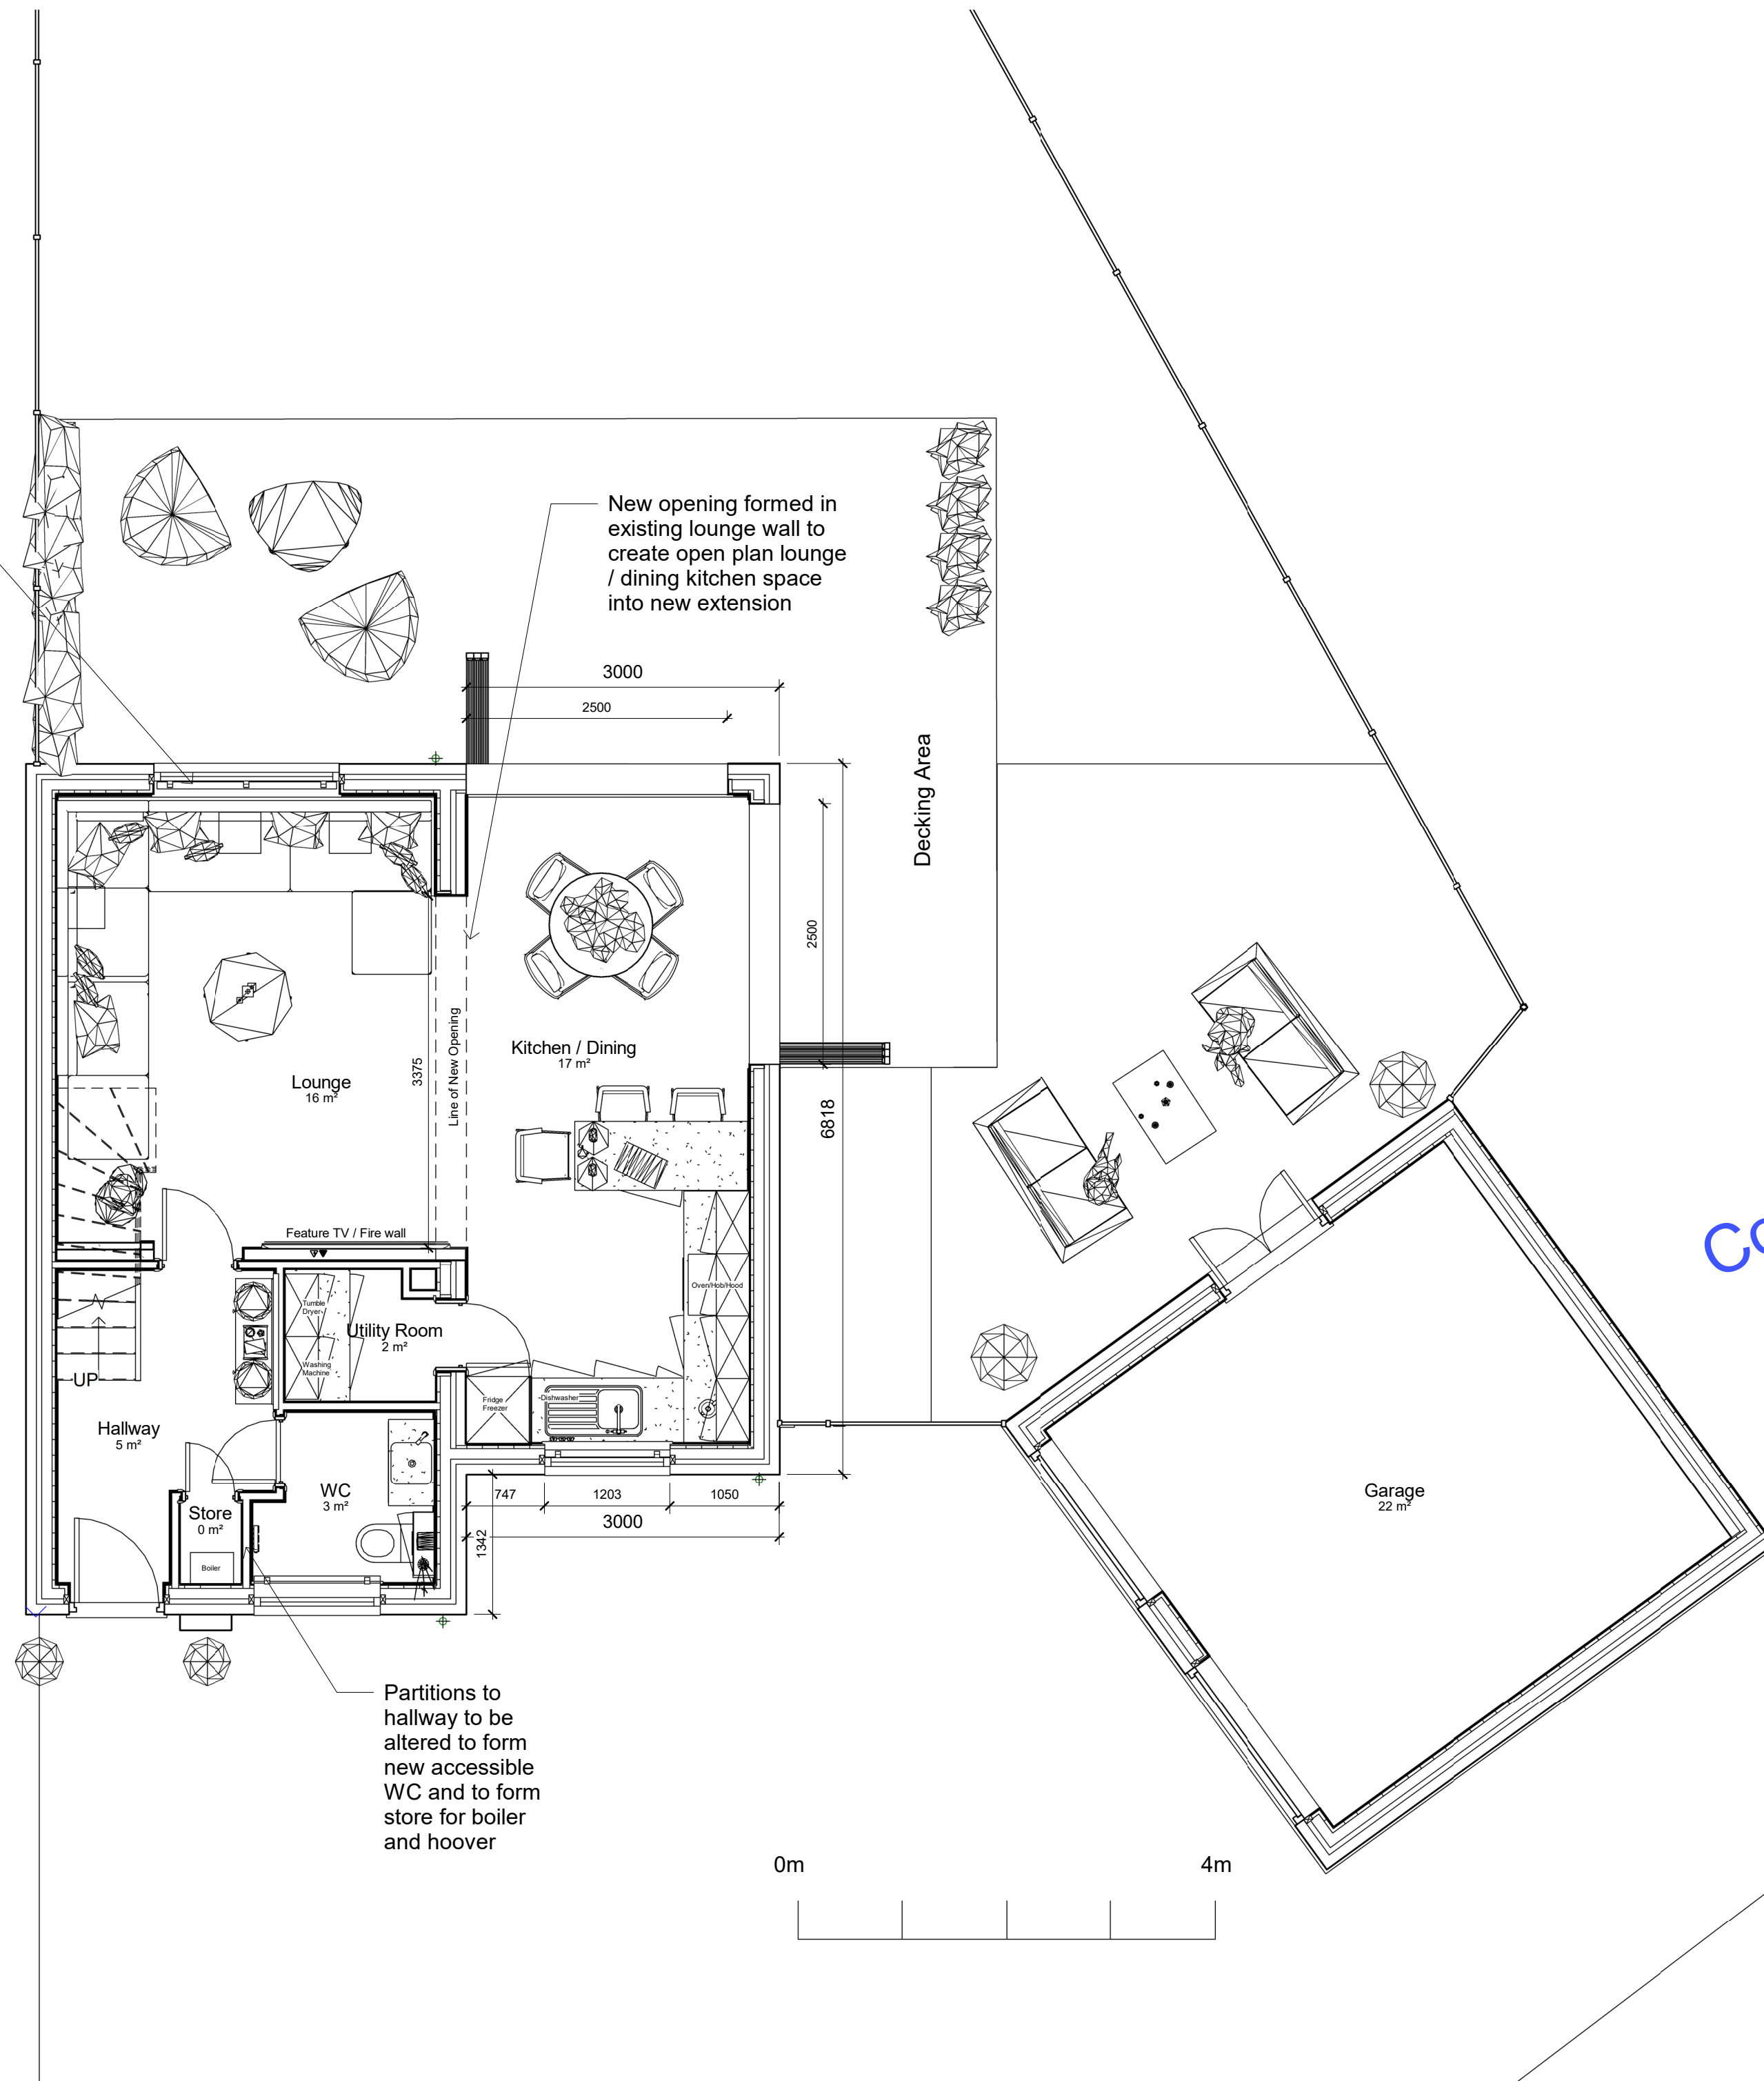 New opening formed in
existing lounge wall to
create open plan lounge
/ dining kitchen space
into new extension
3000
2500
Decking Area
2500
6818
Line of New Opening
3375
Kitchen / Dining
17 m²
Lounge
16 m²
Feature TV / Fire wall
Oven/Hob/Hood
Tumble
Dryer
Utility Room
2 m²
Washing
Machine
UP
Fridge
Freezer
Dishwasher
Hallway
5 m²
WC
3 m²
Store
0 m²
Boiler
747
1203
1050
3000
1342
Garage
22 m²
Co
Partitions to
hallway to be
altered to form
new accessible
WC and to form
store for boiler
and hoover
0m
4m